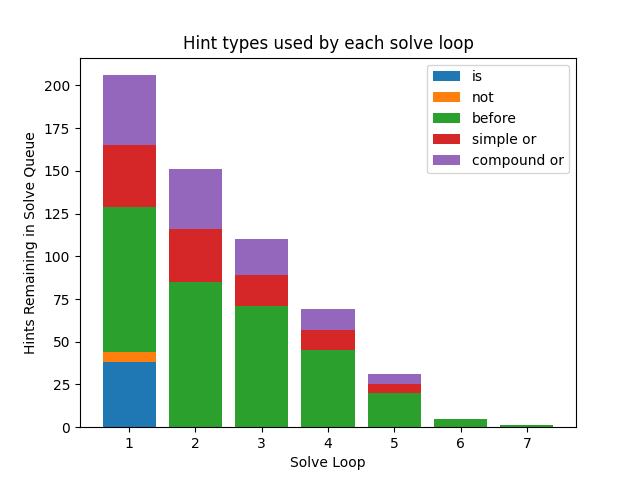 Hint types used by each solve loop
is
not
before
simple or
compound or
Hints Remaining in Solve Queue
200
175
150
125
100
75
50
25
0
1 2 3 4 5 6 7
Solve Loop